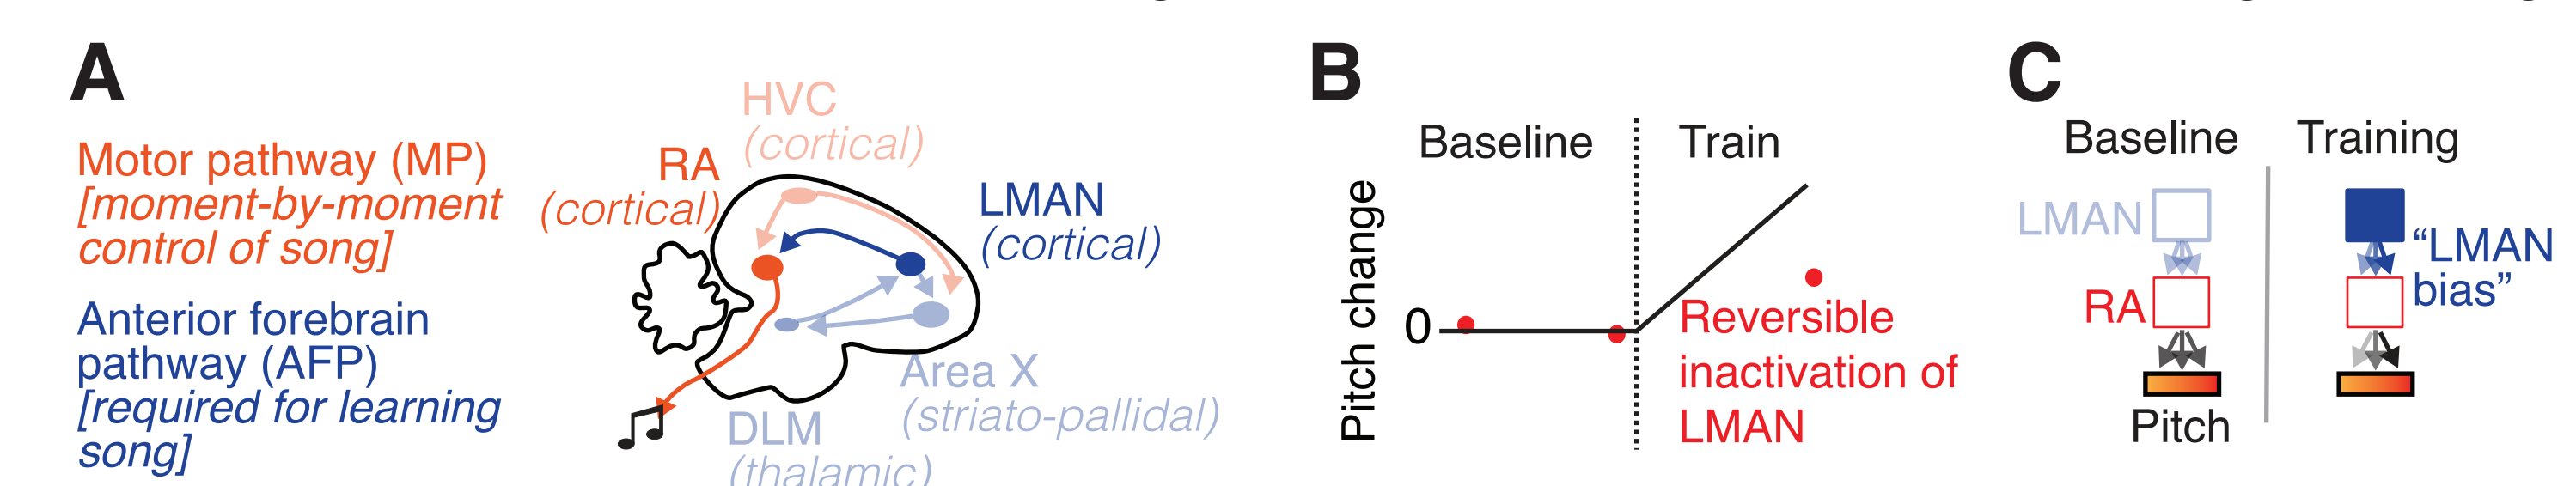 A
Motor pathway (MP)
[moment-by-moment
control of song]
Anterior forebrain
pathway (AFP)
[required for learning
song]
HVC
(cortical)
RA
(cortical)
LMAN
(cortical)
Area X
(striato-pallidal)
DLM
(thalamic)
B
Baseline
Train
Pitch change
0
Reversible
inactivation of
LMAN
C
Baseline
Training
LMAN
RA
Pitch
“LMAN
bias”